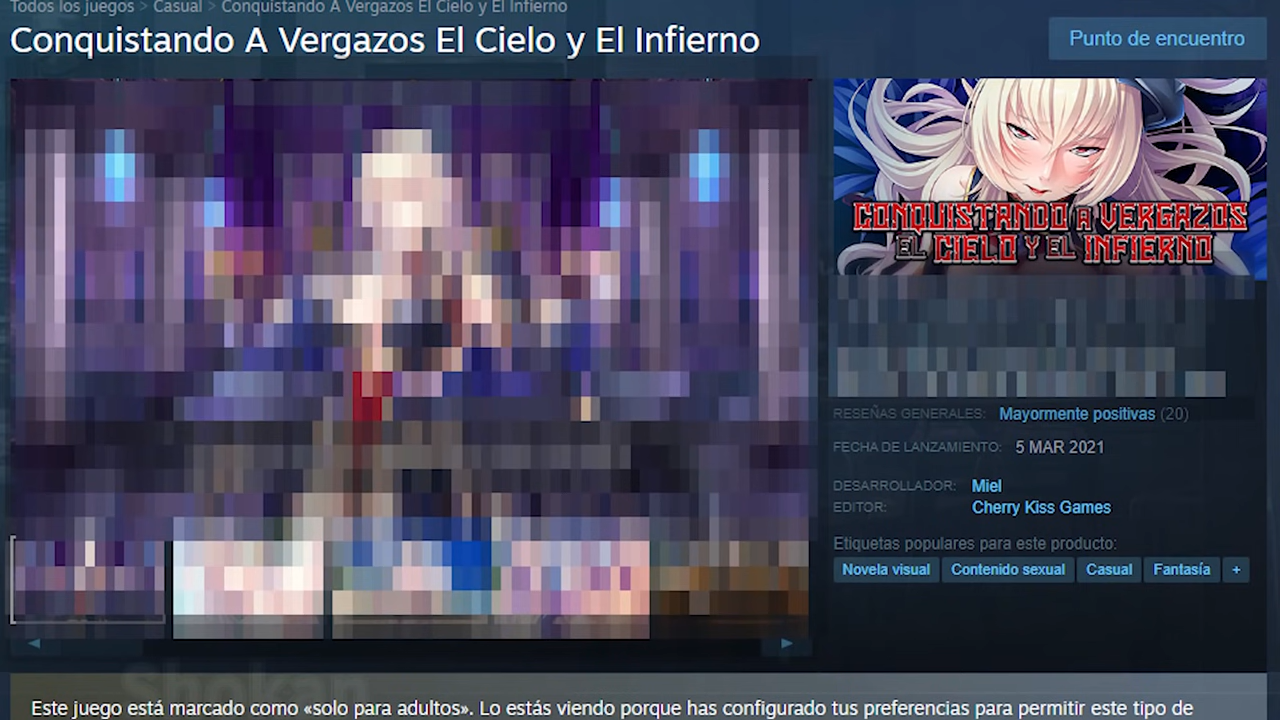 Todos los juegos > Casual > Conquistando A Vergazos El Cielo y El Infierno
Conquistando A Vergazos El Cielo y El Infierno
Punto de encuentro
CONQUISTANDO A VERGAZOS
EL CIELO Y EL INFIERNO
RESEÑAS GENERALES: Mayormente positivas (20)
FECHA DE LANZAMIENTO: 5 MAR 2021
DESARROLLADOR: Miel
EDITOR: Cherry Kiss Games
Etiquetas populares para este producto:
Novela visual Contenido sexual Casual Fantasía +
Shokan
Este juego está marcado como «solo para adultos». Lo estás viendo porque has configurado tus preferencias para permitir este tipo de